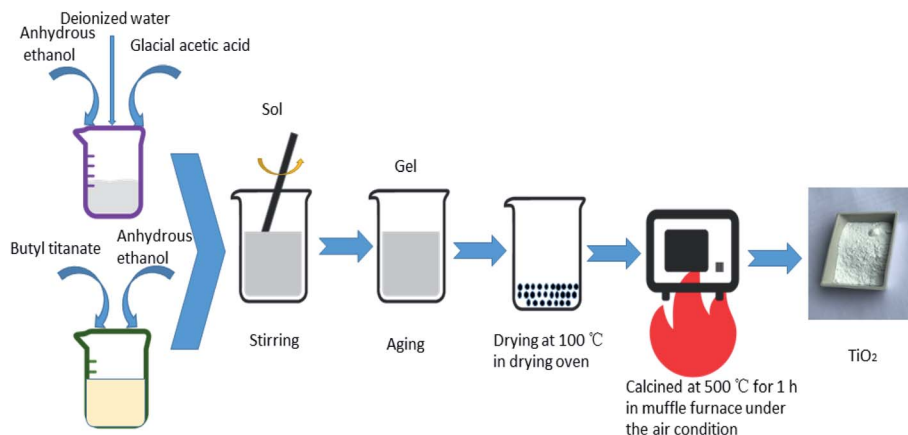 Deionized water
Anhydrous
ethanol
Glacial acetic acid
Butyl titanate
Anhydrous
ethanol
Sol
Stirring
Gel
Aging
Drying at 100 ℃
in drying oven
Calcined at 500 ℃ for 1 h
in muffle furnace under
the air condition
TiO₂